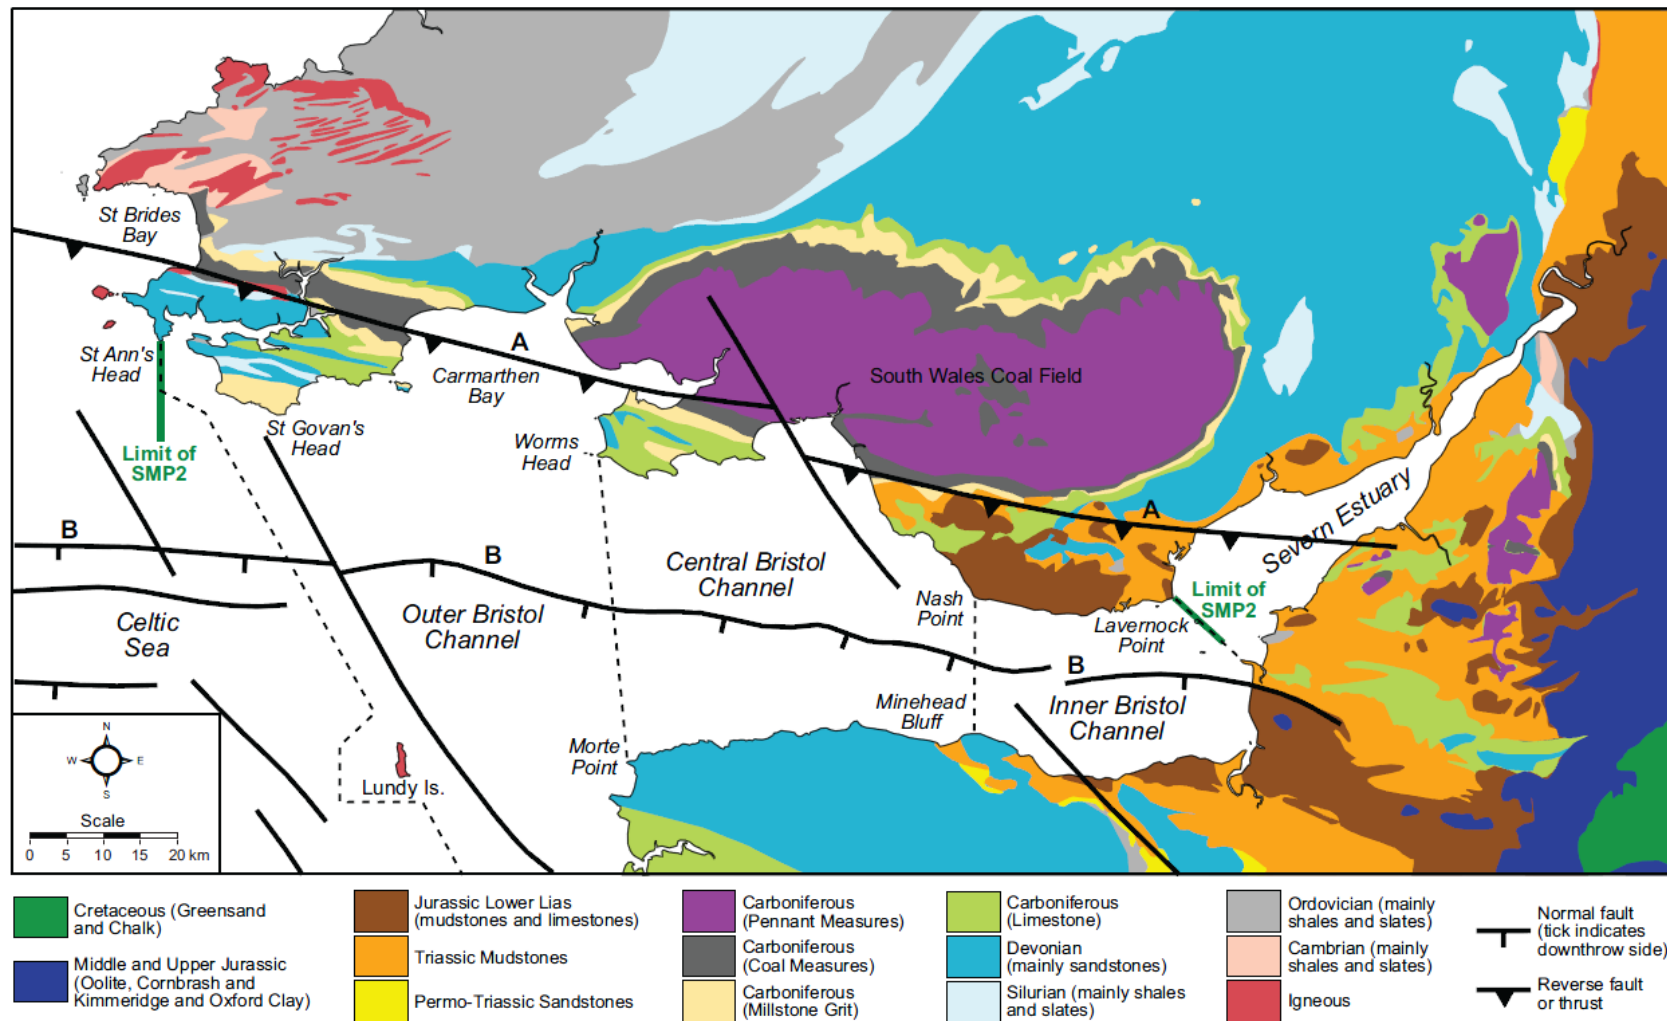 St Brides
Bay
A
St Ann's
Head
Carmarthen
Bay
South Wales Coal Field
Limit of
SMP2
St Govan's
Head
Worms
Head
Severn Estuary
A
B
B
Central Bristol
Channel
Nash
Point
Limit of
SMP2
Lavernock
Point
Celtic
Sea
Outer Bristol
Channel
B
Minehead
Bluff
Inner Bristol
Channel
Morte
Point
Lundy Is.
N
W
E
S
Scale
0 5 10 15 20 km
Cretaceous (Greensand
and Chalk)
Middle and Upper Jurassic
(Oolite, Cornbrash and
Kimmeridge and Oxford Clay)
Jurassic Lower Lias
(mudstones and limestones)
Triassic Mudstones
Permo-Triassic Sandstones
Carboniferous
(Pennant Measures)
Carboniferous
(Coal Measures)
Carboniferous
(Millstone Grit)
Carboniferous
(Limestone)
Devonian
(mainly sandstones)
Silurian (mainly shales
and slates)
Ordovician (mainly
shales and slates)
Cambrian (mainly
shales and slates)
Igneous
Normal fault
(tick indicates
downthrow side)
Reverse fault
or thrust